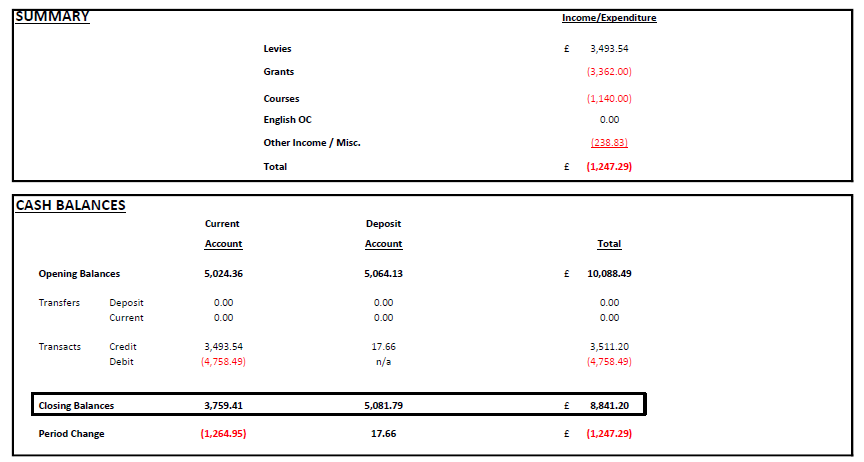 SUMMARY Income/Expenditure
Levies £ 3,493.54
Grants (3,362.00)
Courses (1,140.00)
English OC 0.00
Other Income / Misc. (238.83)
Total £ (1,247.29)
CASH BALANCES
Current Deposit
Account Account Total
Opening Balances 5,024.36 5,064.13 £ 10,088.49
Transfers Deposit 0.00 0.00 0.00
Current 0.00 0.00 0.00
Transacts Credit 3,493.54 17.66 3,511.20
Debit (4,758.49) n/a (4,758.49)
Closing Balances 3,759.41 5,081.79 £ 8,841.20
Period Change (1,264.95) 17.66 £ (1,247.29)